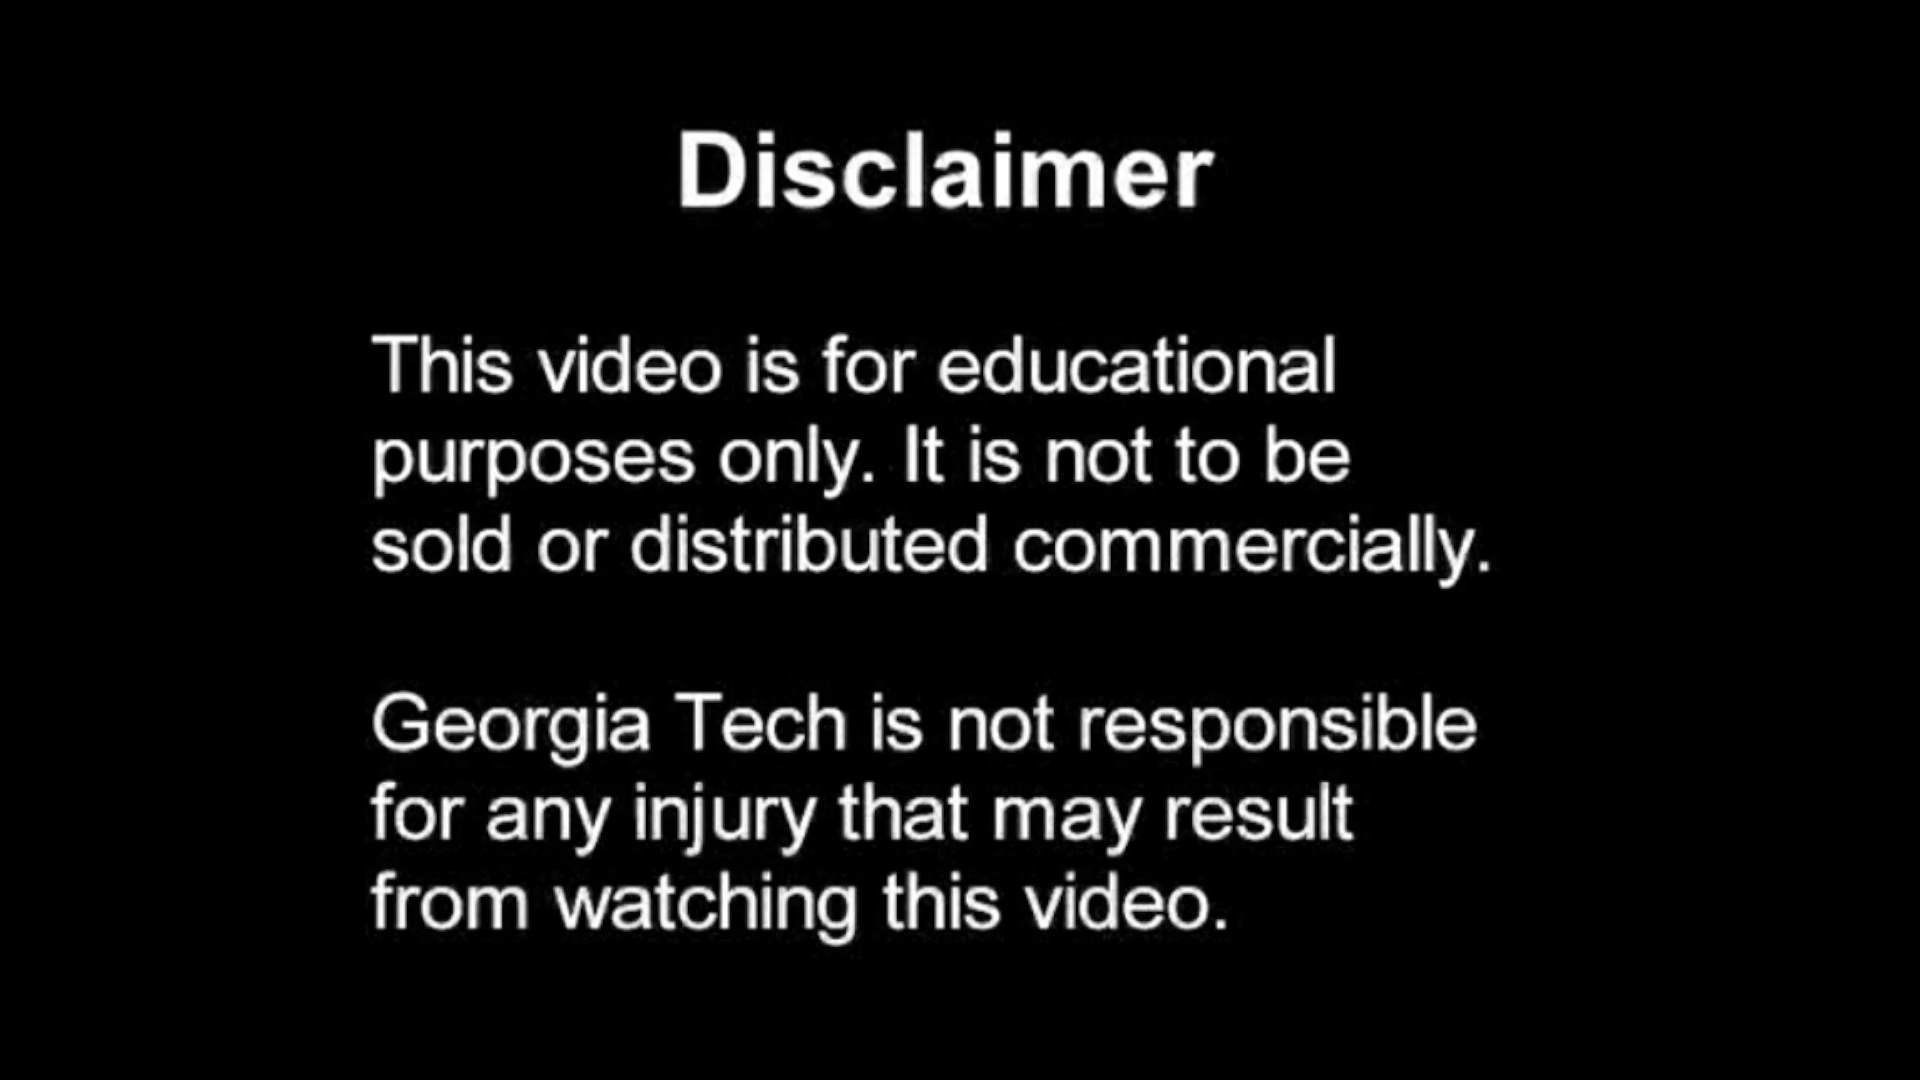 Disclaimer
This video is for educational
purposes only. It is not to be
sold or distributed commercially.
Georgia Tech is not responsible
for any injury that may result
from watching this video.